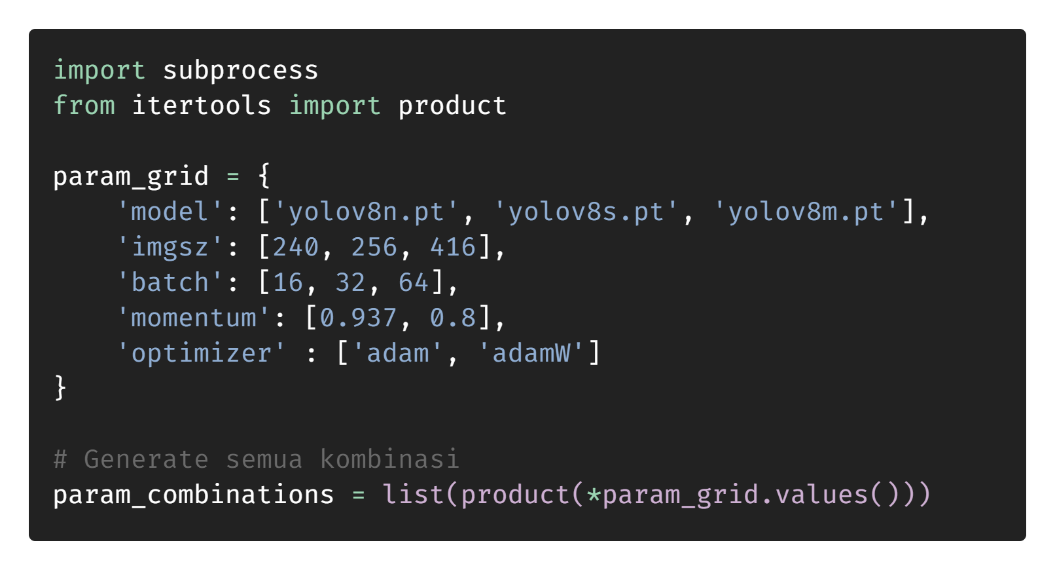 import subprocess
from itertools import product

param_grid = {
    'model': ['yolov8n.pt', 'yolov8s.pt', 'yolov8m.pt'],
    'imgsz': [240, 256, 416],
    'batch': [16, 32, 64],
    'momentum': [0.937, 0.8],
    'optimizer' : ['adam', 'adamW']
}

# Generate semua kombinasi
param_combinations = list(product(*param_grid.values()))